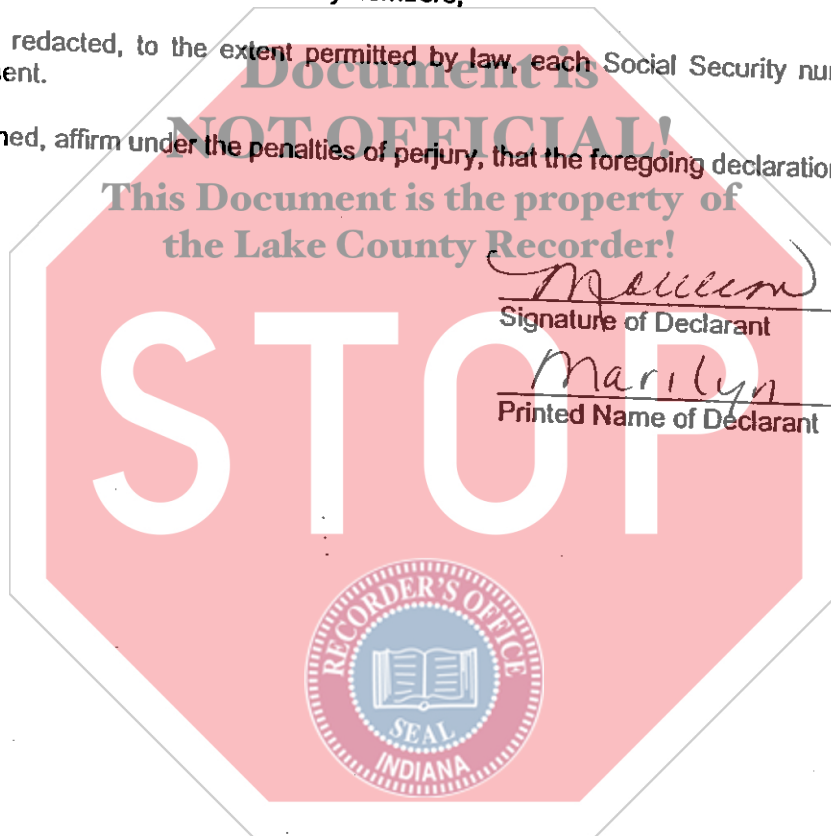 redacted, to the extent permitted by law, each Social Security
ent.
Document is
NOT OFFICIAL!
ned, affirm under the penalties of perjury, that the foregoing declaration
This Document is the property of
the Lake County Recorder!
Signature of Declarant
Marilyn
Printed Name of Declarant
STOP
RECORDER'S OFFICE
SEAL
INDIANA